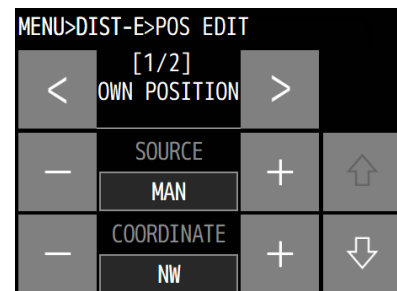 MENU>DIST-E>POS EDIT
[1/2]
< OWN POSITION >
SOURCE
− MAN +
COORDINATE
− NW +